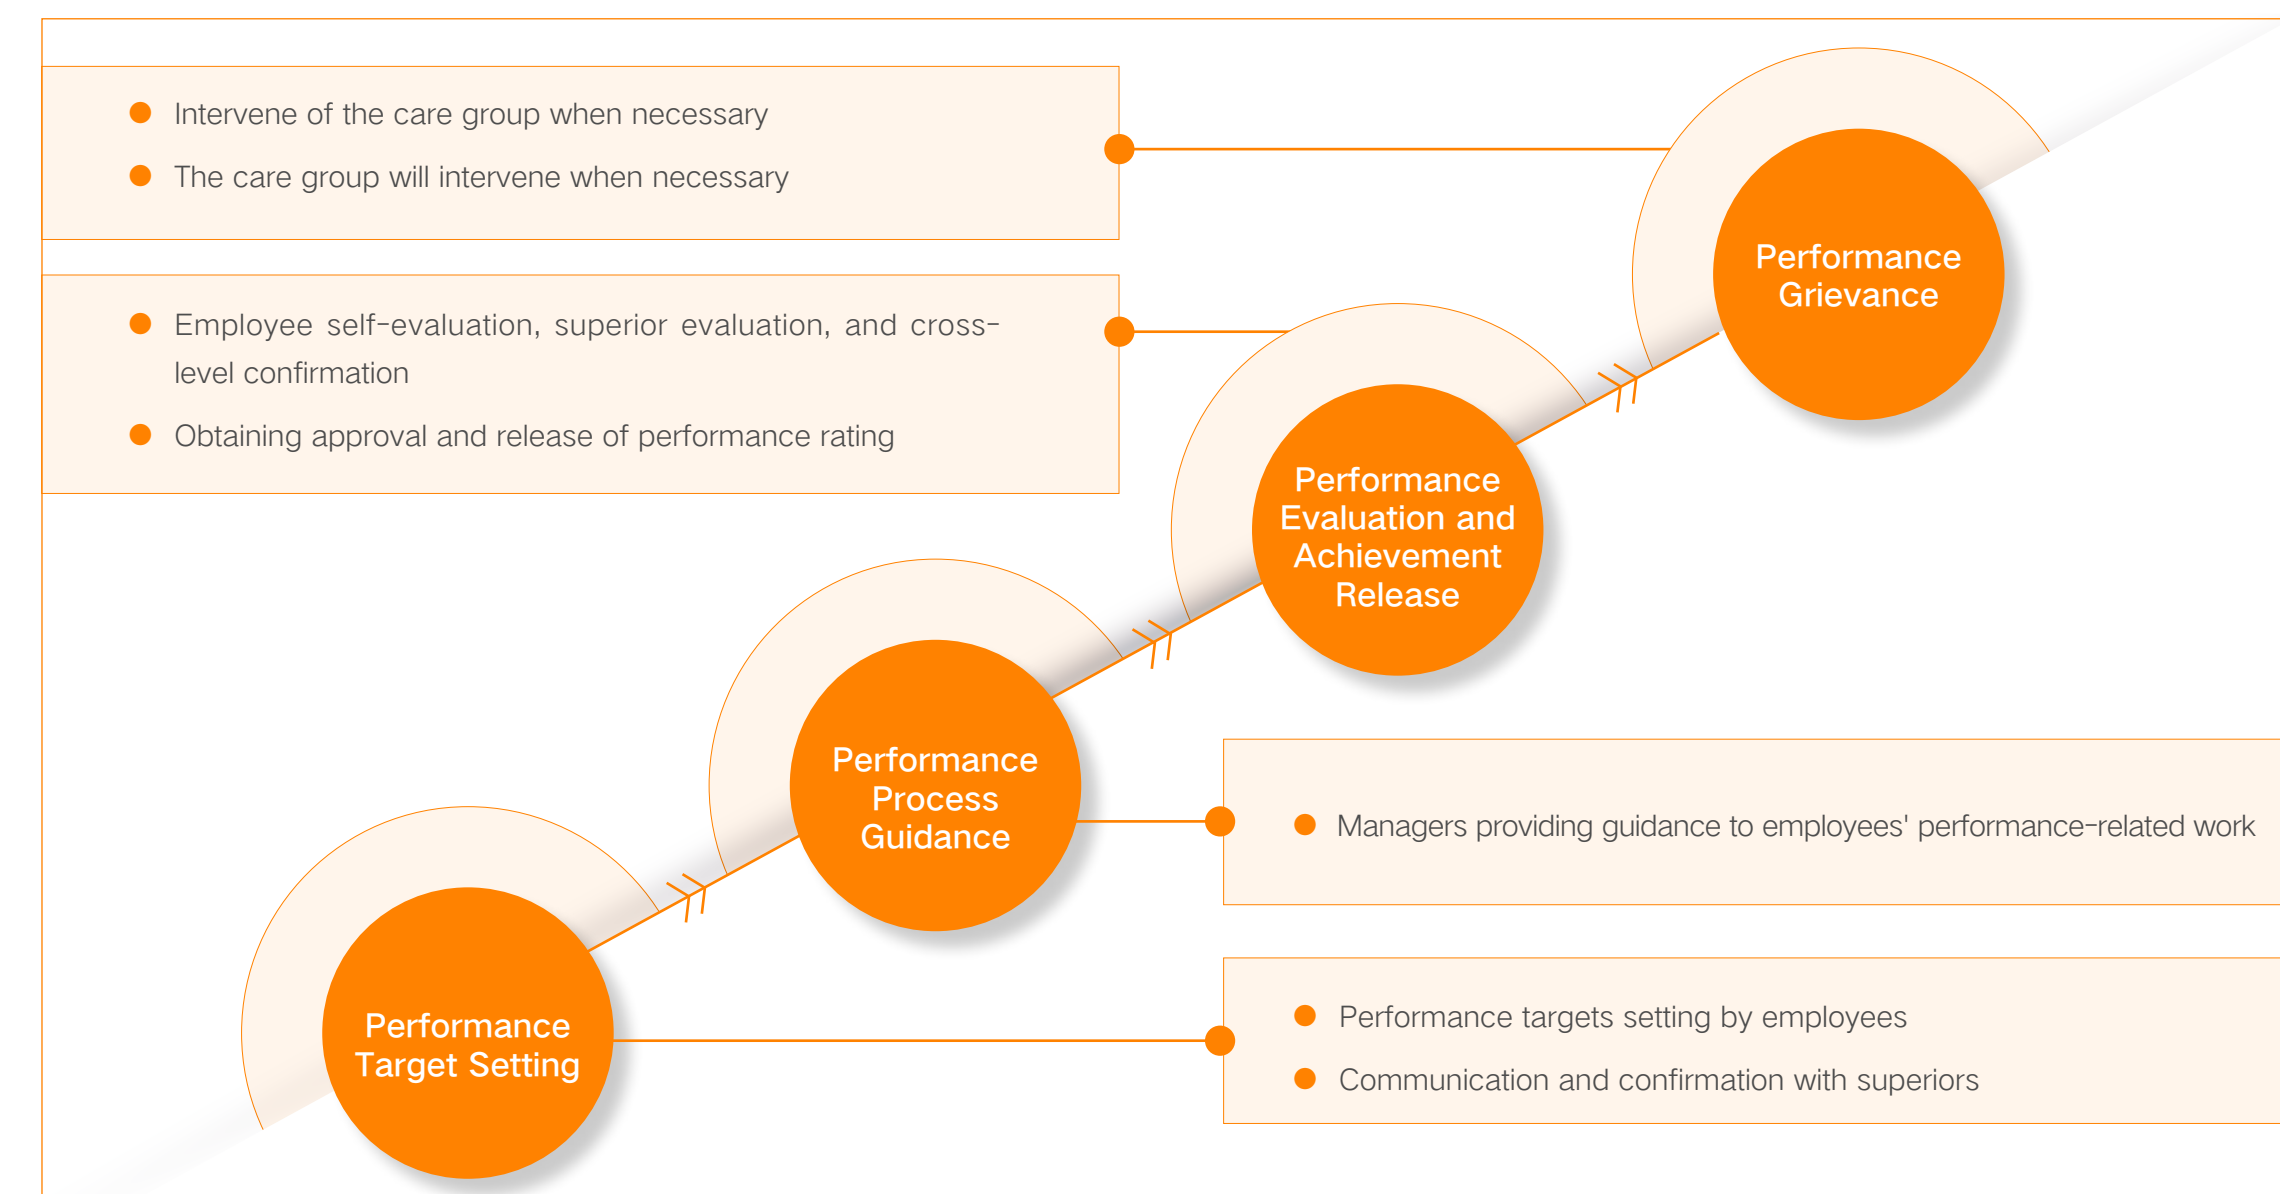 Intervene of the care group when necessary
The care group will intervene when necessary
Performance
Grievance
Employee self-evaluation, superior evaluation, and cross-
level confirmation
Obtaining approval and release of performance rating
Performance
Evaluation and
Achievement
Release
Performance
Process
Guidance
Managers providing guidance to employees' performance-related work
Performance
Target Setting
Performance targets setting by employees
Communication and confirmation with superiors